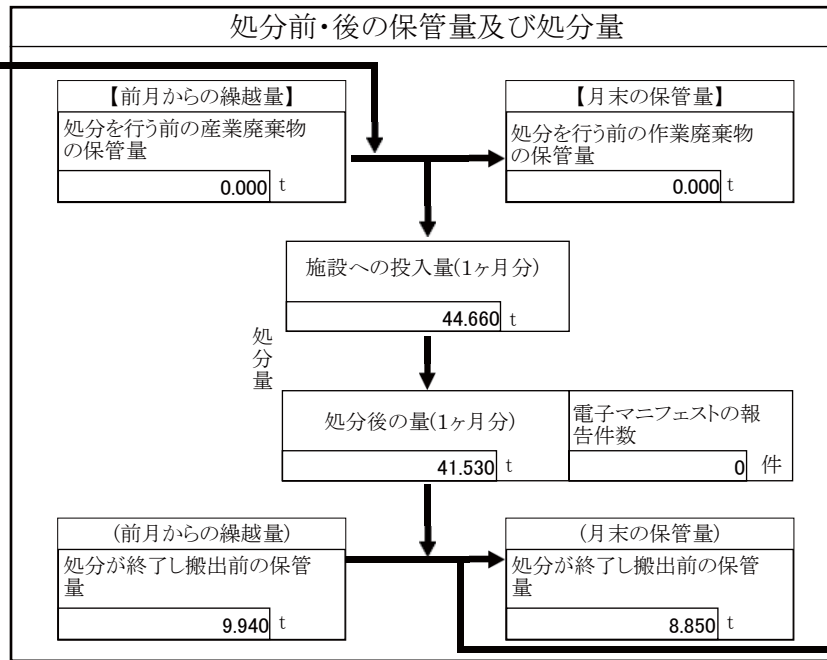 処分前・後の保管量及び処分量
【前月からの繰越量】
処分を行う前の産業廃棄物
の保管量
0.000 t
【月末の保管量】
処分を行う前の作業廃棄物
の保管量
0.000 t
施設への投入量(1ヶ月分)
44.660 t
処分量
処分後の量(1ヶ月分)
41.530 t
電子マニフェストの報
告件数
0 件
(前月からの繰越量)
処分が終了し搬出前の保管
量
9.940 t
(月末の保管量)
処分が終了し搬出前の保管
量
8.850 t